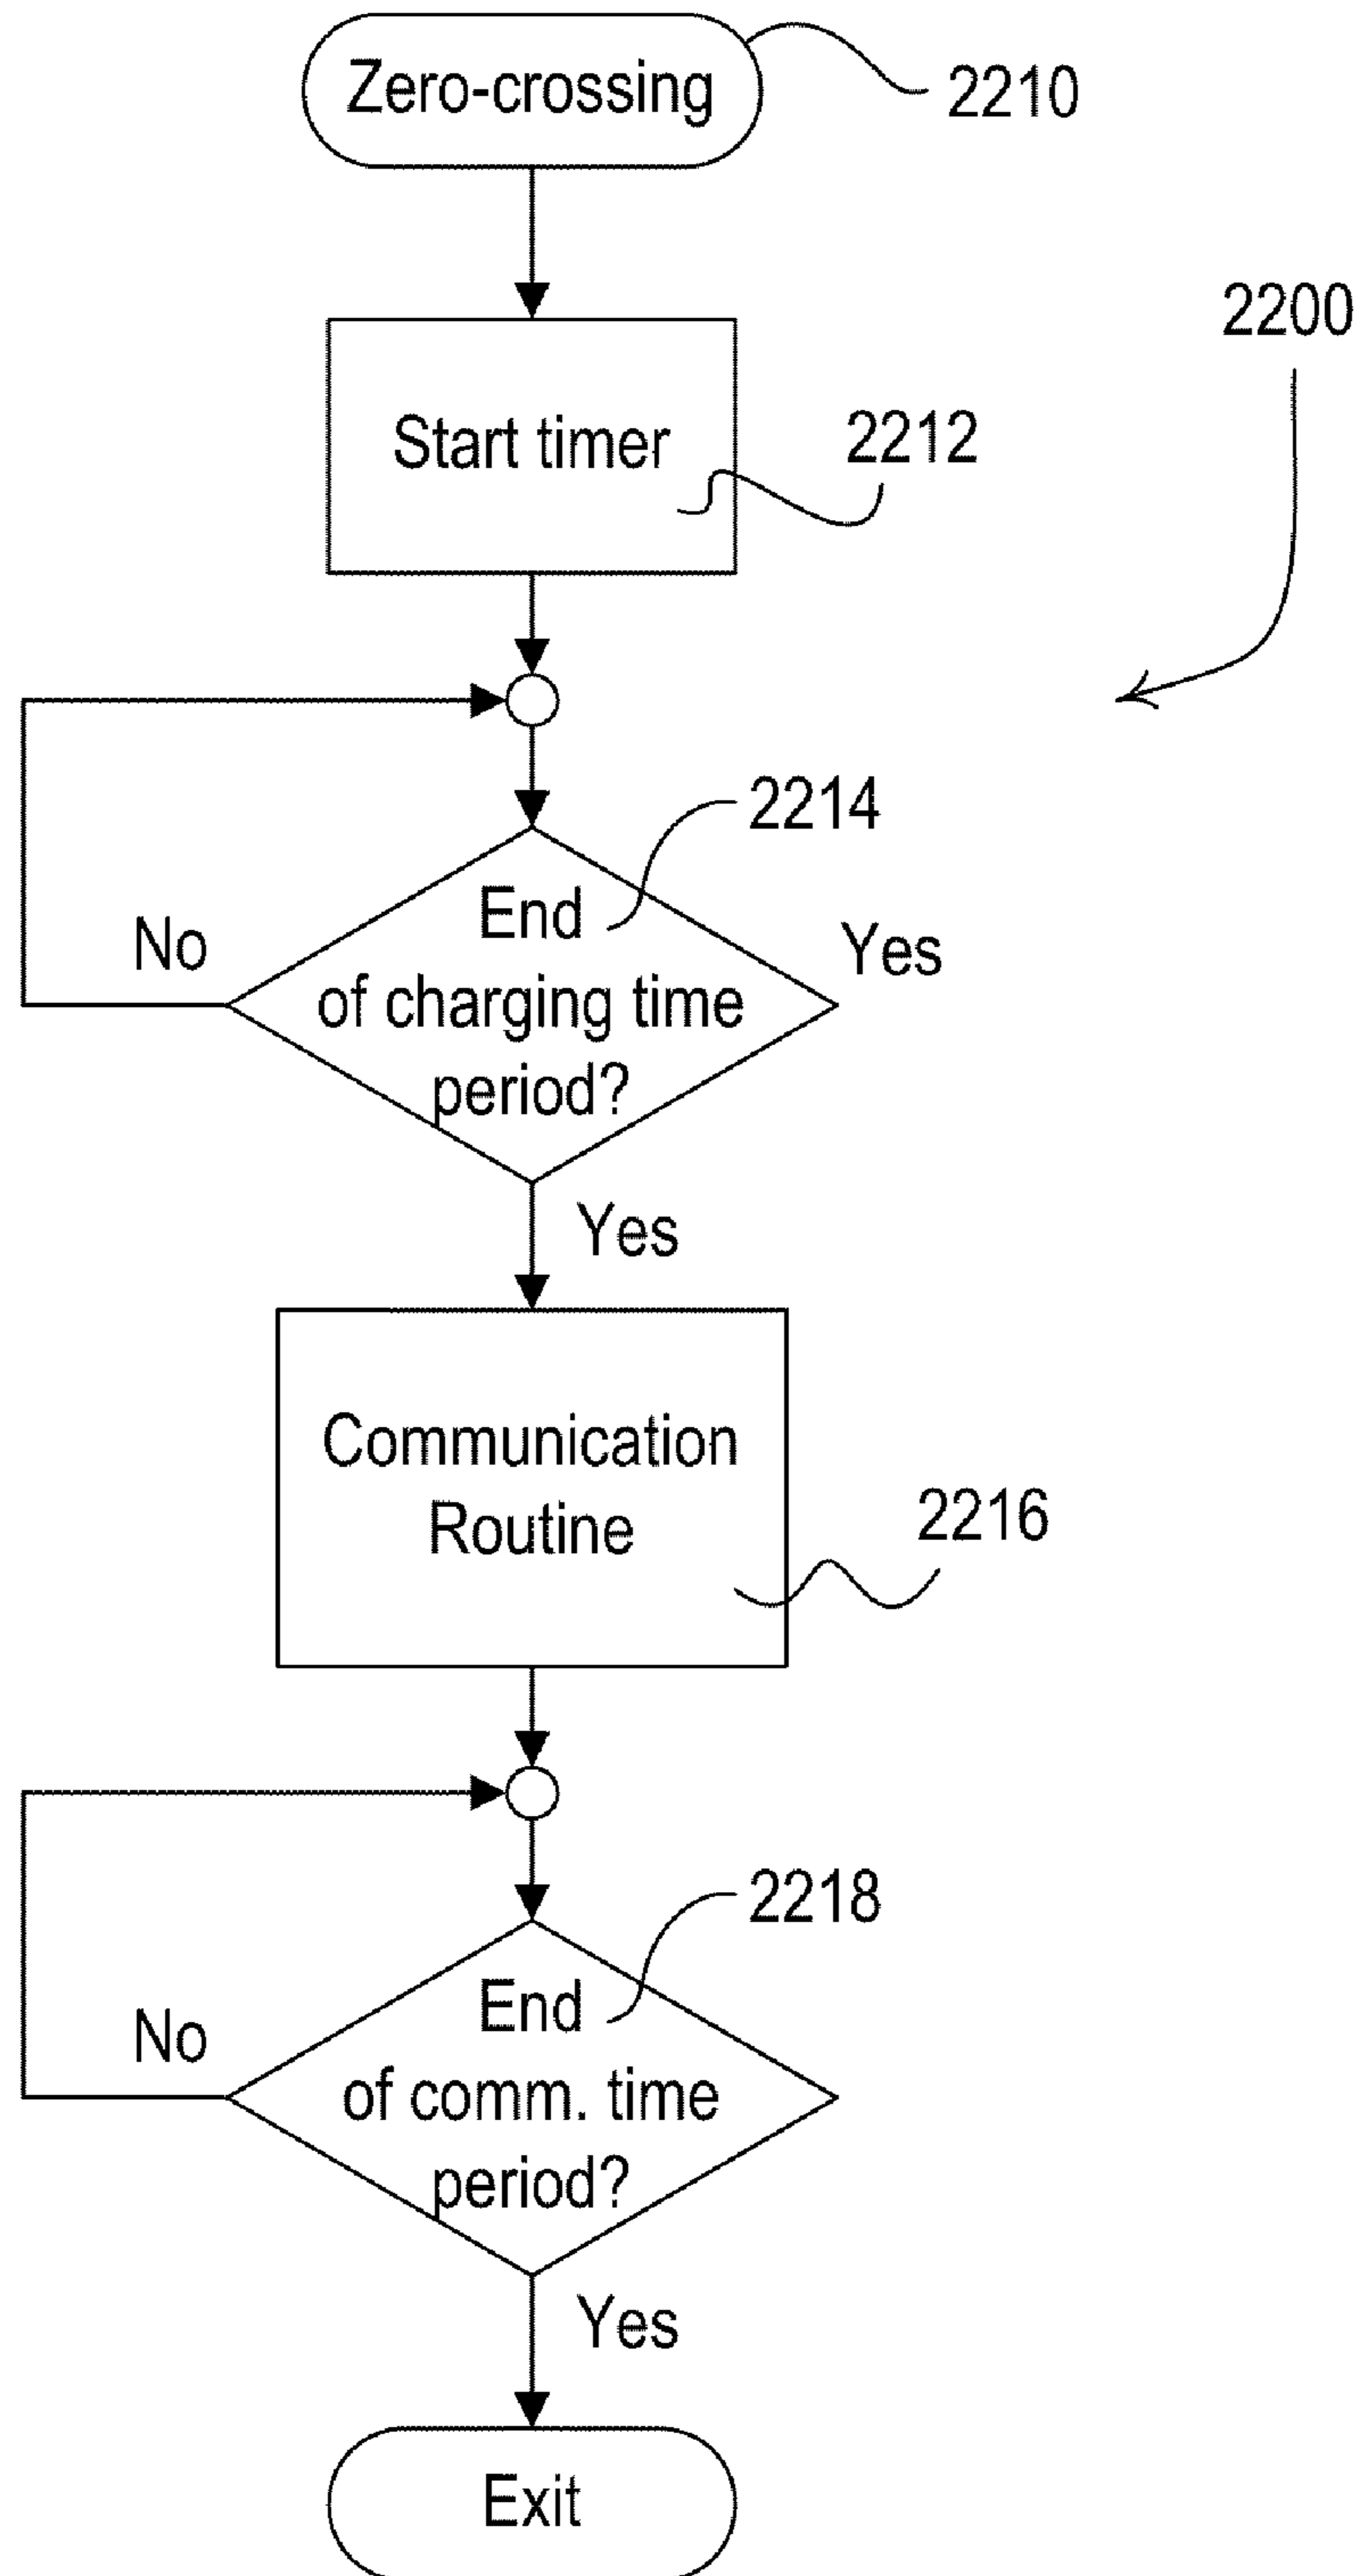 Zero-crossing
2210
2200
Start timer
2212
2214
End
of charging time
period?
No
Yes
Yes
Communication
Routine
2216
2218
End
of comm. time
period?
No
Yes
Exit